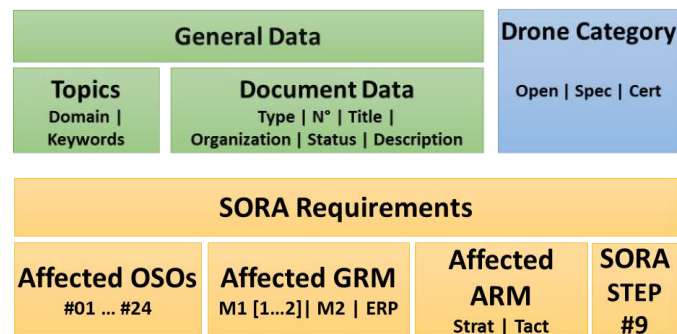 General Data
Topics
Domain |
Keywords
Document Data
Type | N° | Title |
Organization | Status | Description
Drone Category
Open | Spec | Cert
SORA Requirements
Affected OSOs
#01 ... #24
Affected GRM
M1 [1...2]| M2 | ERP
Affected
ARM
Strat | Tact
SORA
STEP
#9